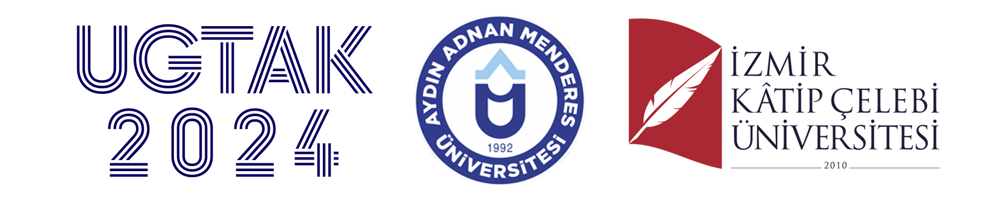 UGTAK
2024
AYDIN ADNAN MENDERES
ÜNİVERSİTESİ
1992
İZMİR
KÂTİP ÇELEBİ
ÜNİVERSİTESİ
2010